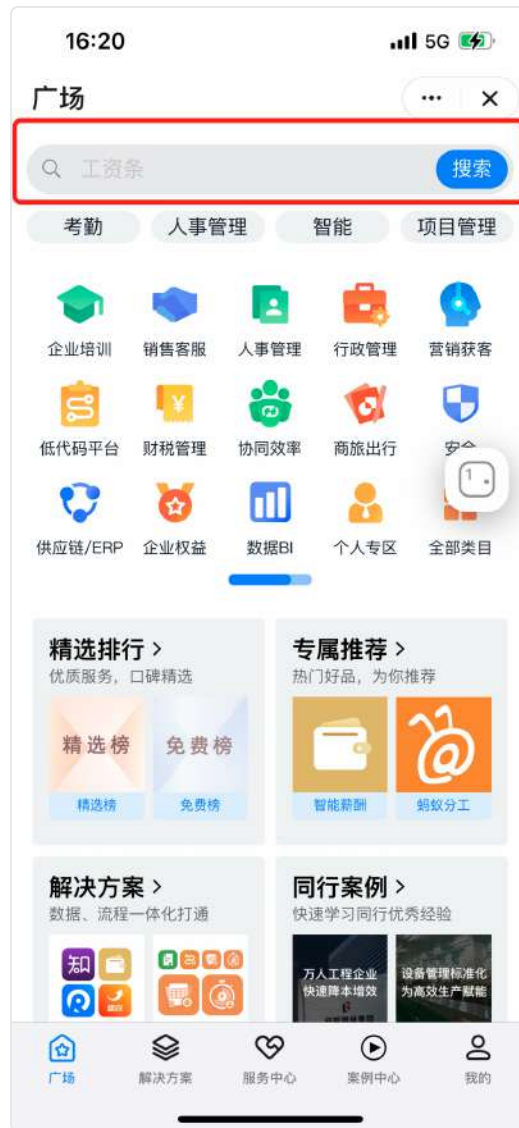 16:20 5G
广场
工资条 搜索
考勤 人事管理 智能 项目管理
企业培训 销售客服 人事管理 行政管理 营销获客
低代码平台 财税管理 协同效率 商旅出行 安全
1
供应链/ERP 企业权益 数据BI 个人专区 全部类目
精选排行 > 专属推荐 >
优质服务，口碑精选 热门好品，为你推荐
精选榜 免费榜
精选榜 免费榜 智能薪酬 蚂蚁分工
解决方案 > 同行案例 >
数据、流程一体化打通 快速学习同行优秀经验
知
万人工程企业 设备管理标准化
快速降本增效 为高效生产赋能
广场 解决方案 服务中心 案例中心 我的